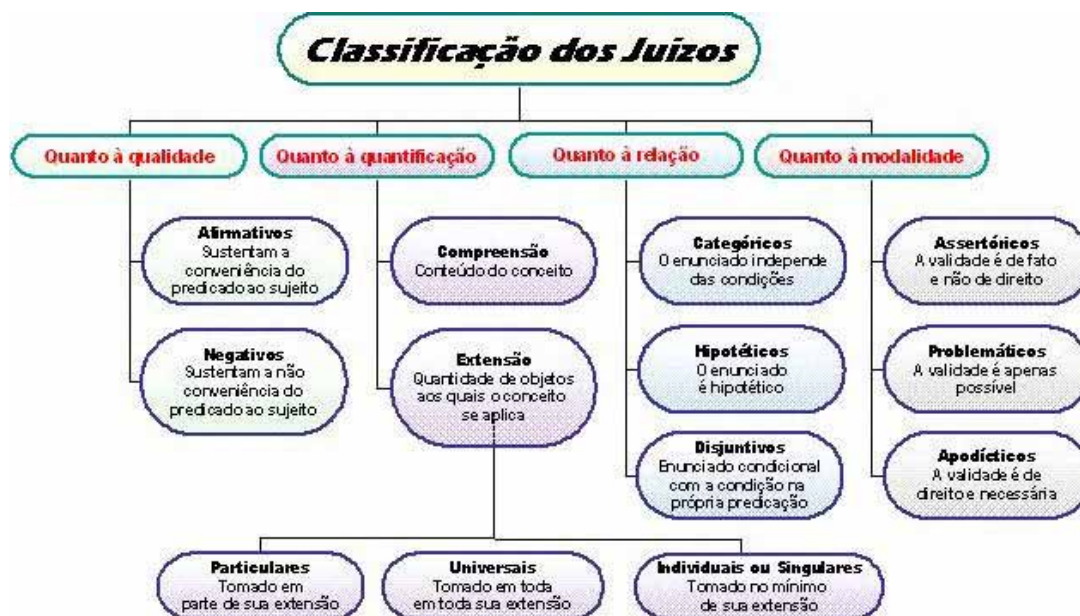 Classificação dos Juízos
Quanto à qualidade
Quanto à quantificação
Quanto à relação
Quanto à modalidade
Afirmativos
Sustentam a
conveniência do
predicado ao sujeito
Negativos
Sustentam a não
conveniência do
predicado ao sujeito
Compreensão
Conteúdo do conceito
Extensão
Quantidade de objetos
aos quais o conceito
se aplica
Categóricos
O enunciado independe
das condições
Hipotéticos
O enunciado
é hipotético
Disjuntivos
Enunciado condicional
com a condição na
própria predicação
Assertóricos
A validade é de fato
e não de direito
Problemáticos
A validade é apenas
possível
Apodícticos
A validade é de
direito e necessária
Particulares
Tomado em
parte de sua extensão
Universais
Tomado em toda
em toda sua extensão
Individuais ou Singulares
Tomado no mínimo
de sua extensão